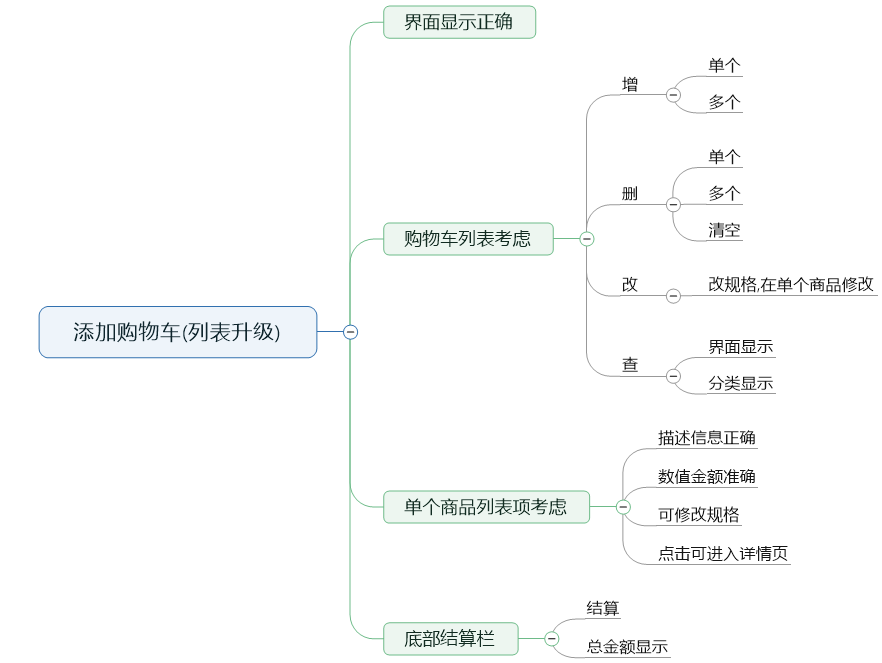 界面显示正确
单个
增
多个
单个
删
多个
清空
购物车列表考虑
改
改规格,在单个商品修改
添加购物车(列表升级)
界面显示
查
分类显示
描述信息正确
数值金额准确
单个商品列表项考虑
可修改规格
点击可进入详情页
结算
底部结算栏
总金额显示